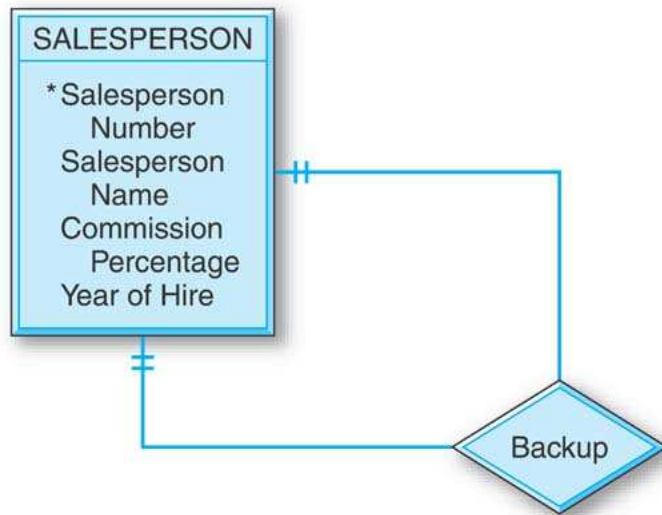 SALESPERSON
*Salesperson
Number
Salesperson
Name
Commission
Percentage
Year of Hire
Backup